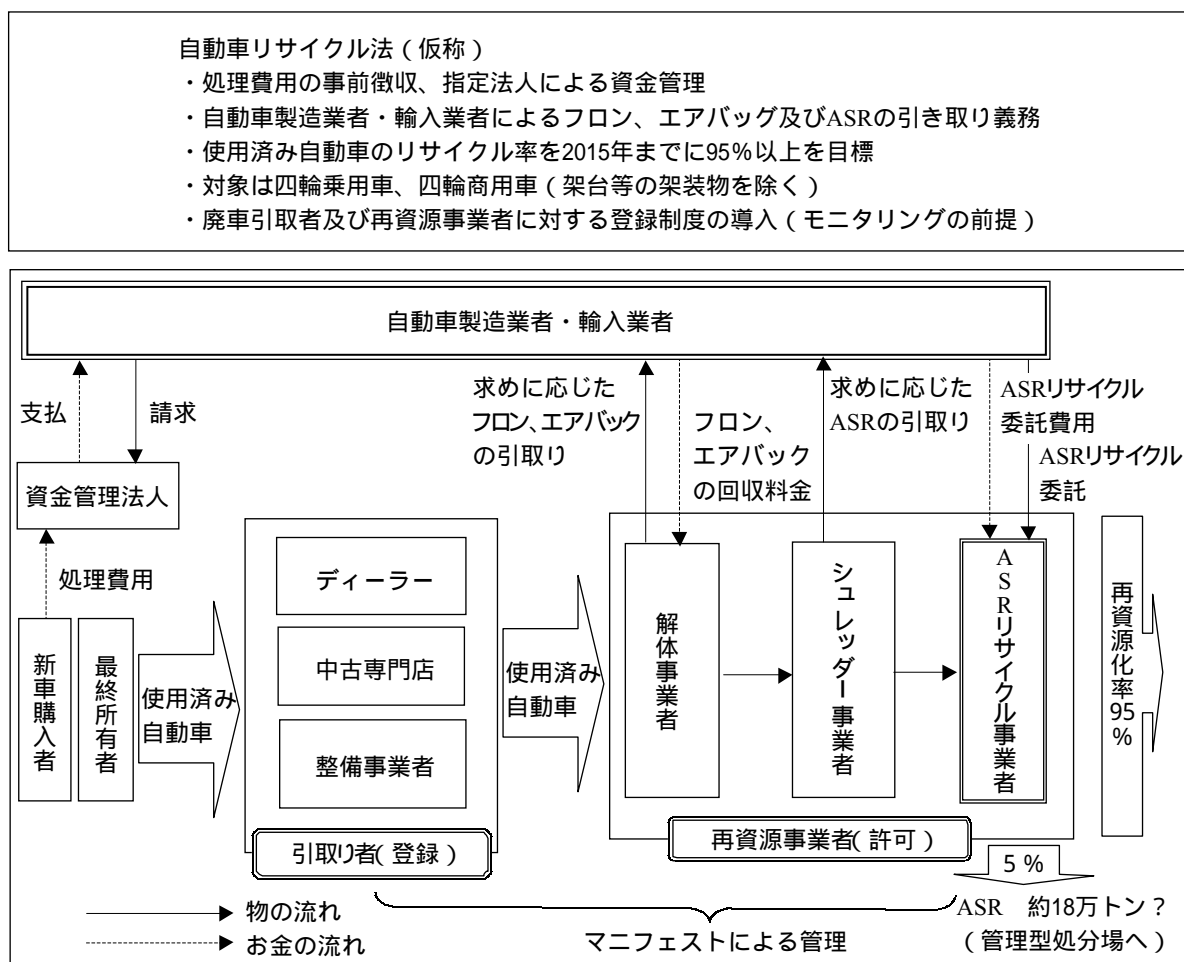 自動車リサイクル法（仮称）
・処理費用の事前徴収、指定法人による資金管理
・自動車製造業者・輸入業者によるフロン、エアバッグ及びASRの引き取り義務
・使用済み自動車のリサイクル率を2015年までに95％以上を目標
・対象は四輪乗用車、四輪商用車（架台等の架装物を除く）
・廃車引取者及び再資源事業者に対する登録制度の導入（モニタリングの前提）
自動車製造業者・輸入業者
支払
請求
求めに応じた
フロン、エアバック
の引取り
フロン、
エアバック
の回収料金
求めに応じた
ASRの引取り
ASRリサイクル
委託費用
ASRリサイクル
委託
資金管理法人
処理費用
新車購入者
最終所有者
使用済み
自動車
ディーラー
中古専門店
整備事業者
引取り者（登録）
使用済み
自動車
解体事業者
シュレッダー事業者
ASRリサイクル事業者
再資源事業者（許可）
再資源化率95％
5％
ASR　約18万トン？
（管理型処分場へ）
物の流れ
お金の流れ
マニフェストによる管理